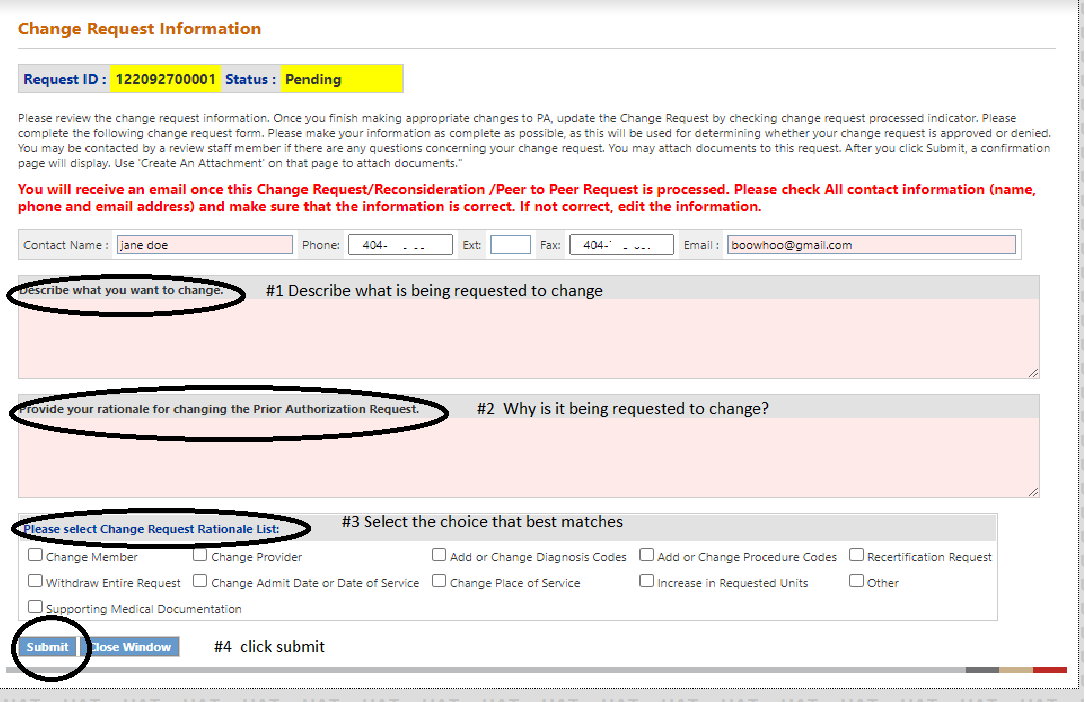 Change Request Information
Request ID : 122092700001 Status : Pending
Please review the change request information. Once you finish making appropriate changes to PA, update the Change Request by checking change request processed indicator. Please
complete the following change request form. Please make your information as complete as possible, as this will be used for determining whether your change request is approved or denied.
You may be contacted by a review staff member if there are any questions concerning your change request. You may attach documents to this request. After you click Submit, a confirmation
page will display. Use "Create An Attachment' on that page to attach documents."
You will receive an email once this Change Request/Reconsideration /Peer to Peer Request is processed. Please check All contact information (name,
phone and email address) and make sure that the information is correct. If not correct, edit the information.
Contact Name : jane doe Phone: 404- Ext: Fax: 404- Email : boowhoo@gmail.com
Describe what you want to change. #1 Describe what is being requested to change
Provide your rationale for changing the Prior Authorization Request. #2 Why is it being requested to change?
Please select Change Request Rationale List: #3 Select the choice that best matches
Change Member Change Provider Add or Change Diagnosis Codes Add or Change Procedure Codes Recertification Request
Withdraw Entire Request Change Admit Date or Date of Service Change Place of Service Increase in Requested Units Other
Supporting Medical Documentation
Submit Close Window #4 click submit